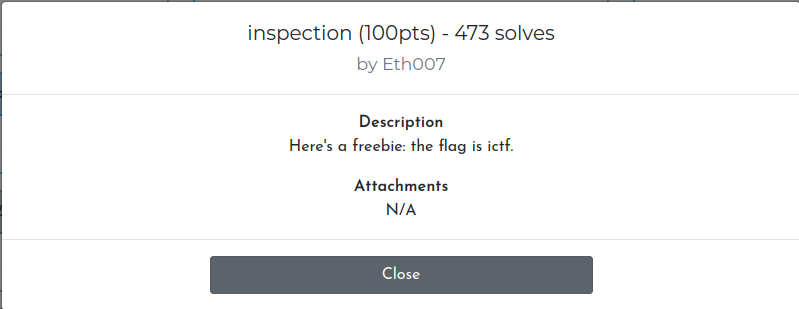 inspection (100pts) - 473 solves
by Eth007
Description
Here's a freebie: the flag is ictf.
Attachments
N/A
Close